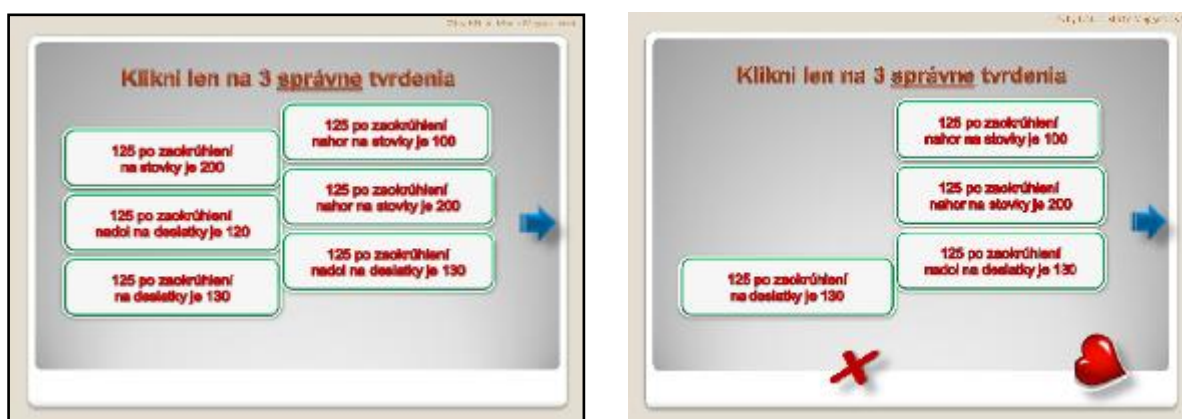 Klikni len na 3 správne tvrdenia
125 po zaokrúhlení
na stovky je 200
125 po zaokrúhlení
nadol na desiatky je 120
125 po zaokrúhlení
na desiatky je 130
125 po zaokrúhlení
nahor na stovky je 100
125 po zaokrúhlení
nahor na stovky je 200
125 po zaokrúhlení
nadol na desiatky je 130
Klikni len na 3 správne tvrdenia
125 po zaokrúhlení
na desiatky je 130
125 po zaokrúhlení
nahor na stovky je 100
125 po zaokrúhlení
nahor na stovky je 200
125 po zaokrúhlení
nadol na desiatky je 130